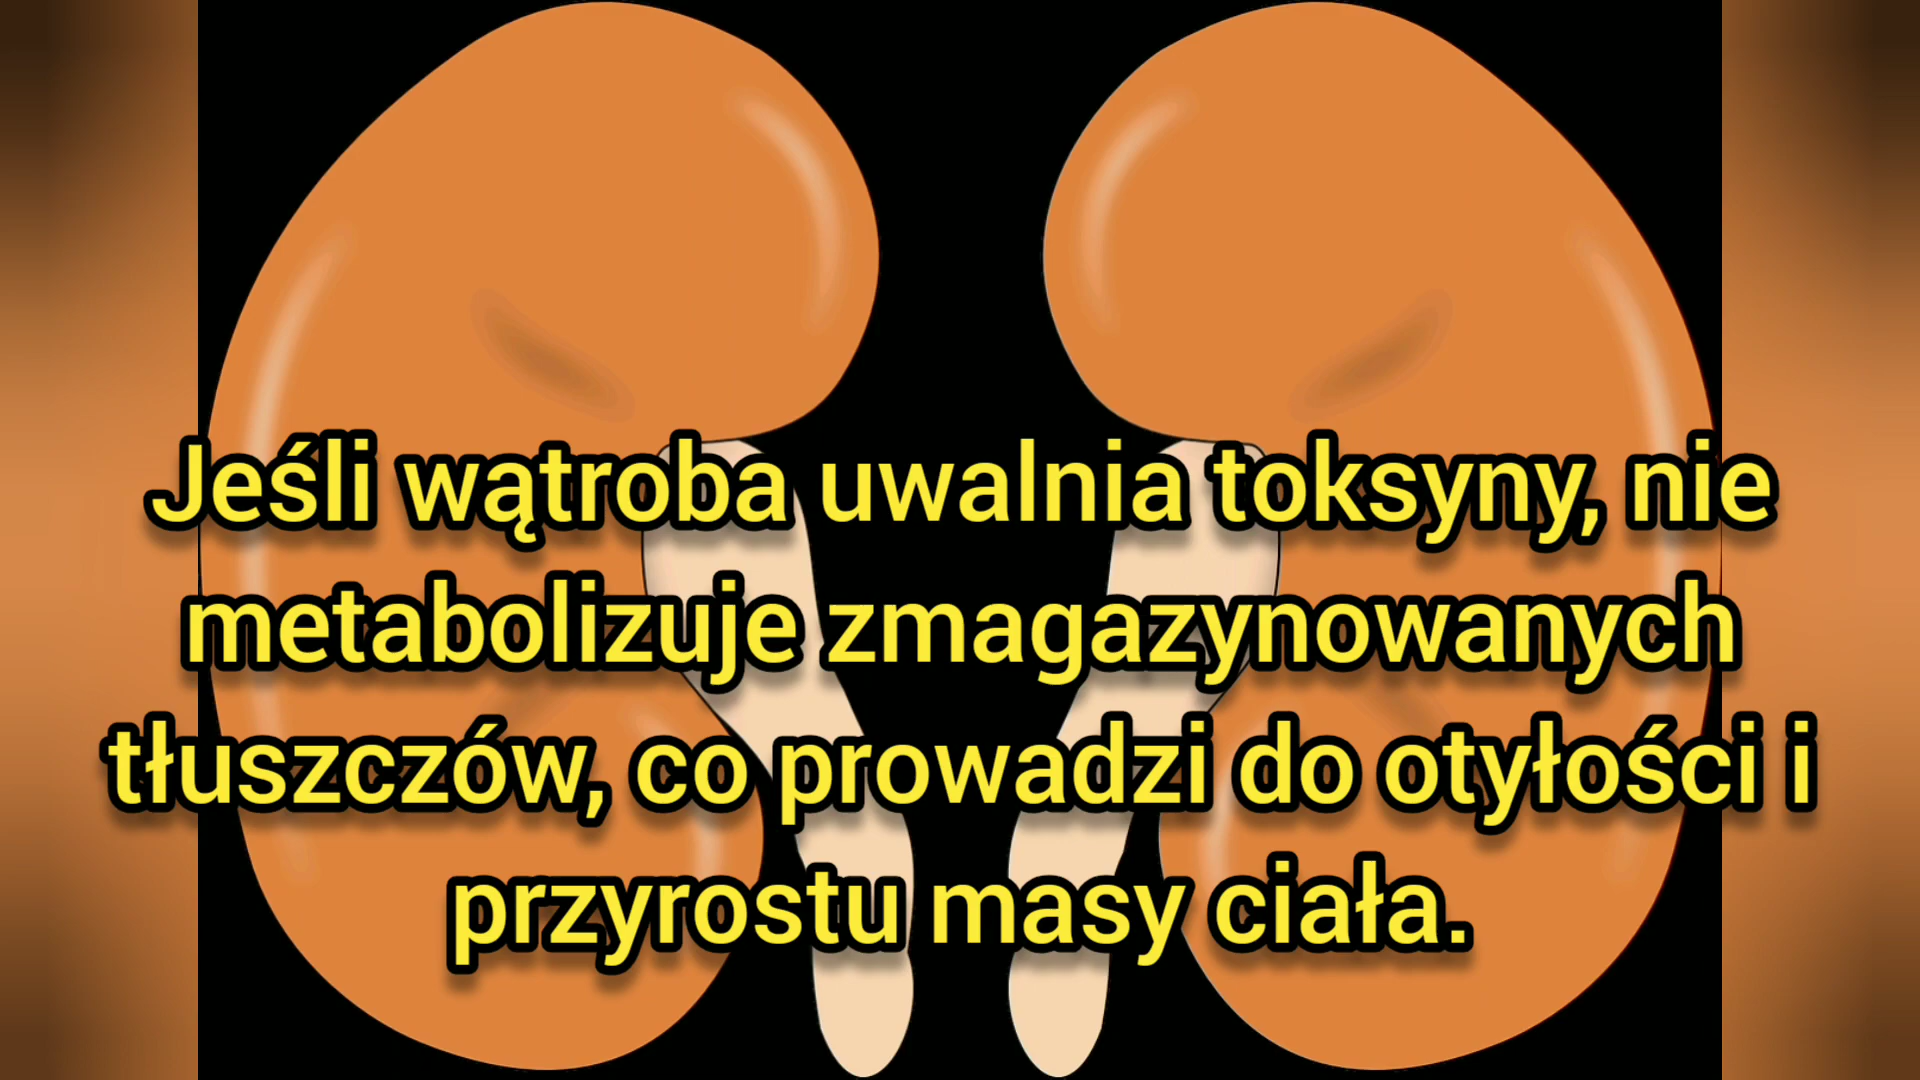 Jeśli wątroba uwalnia toksyny, nie
metabolizuje zmagazynowanych
tłuszczów, co prowadzi do otyłości i
przyrostu masy ciała.